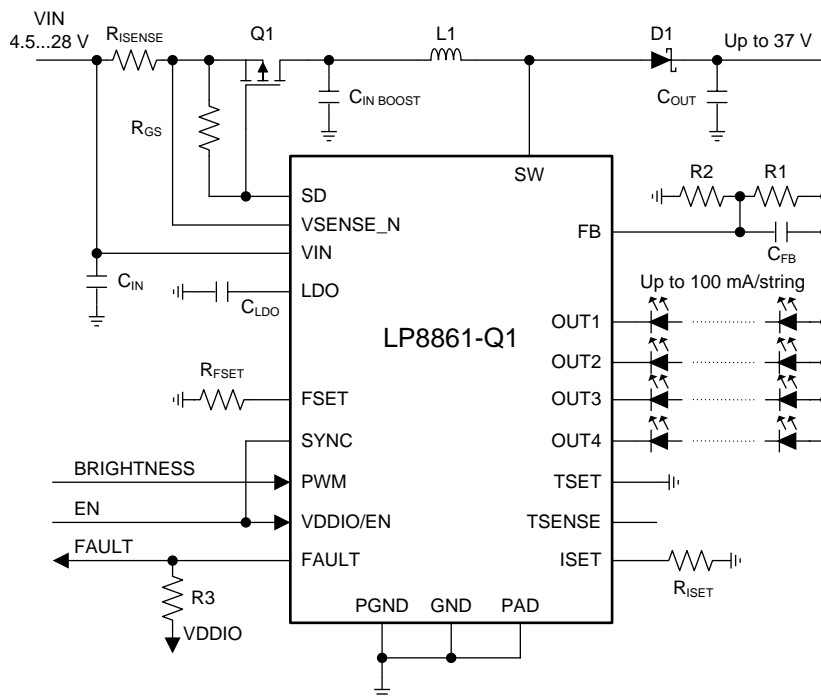 VIN
4.5...28 V
RISENSE
Q1
L1
D1
Up to 37 V
CIN BOOST
COUT
RGS
SW
R2
R1
SD
VSENSE_N
FB
VIN
CFB
CIN
LDO
CLDO
Up to 100 mA/string
LP8861-Q1
OUT1
OUT2
RFSET
FSET
OUT3
SYNC
OUT4
BRIGHTNESS
PWM
TSET
EN
VDDIO/EN
TSENSE
FAULT
FAULT
ISET
R3
RISET
PGND
GND
PAD
VDDIO